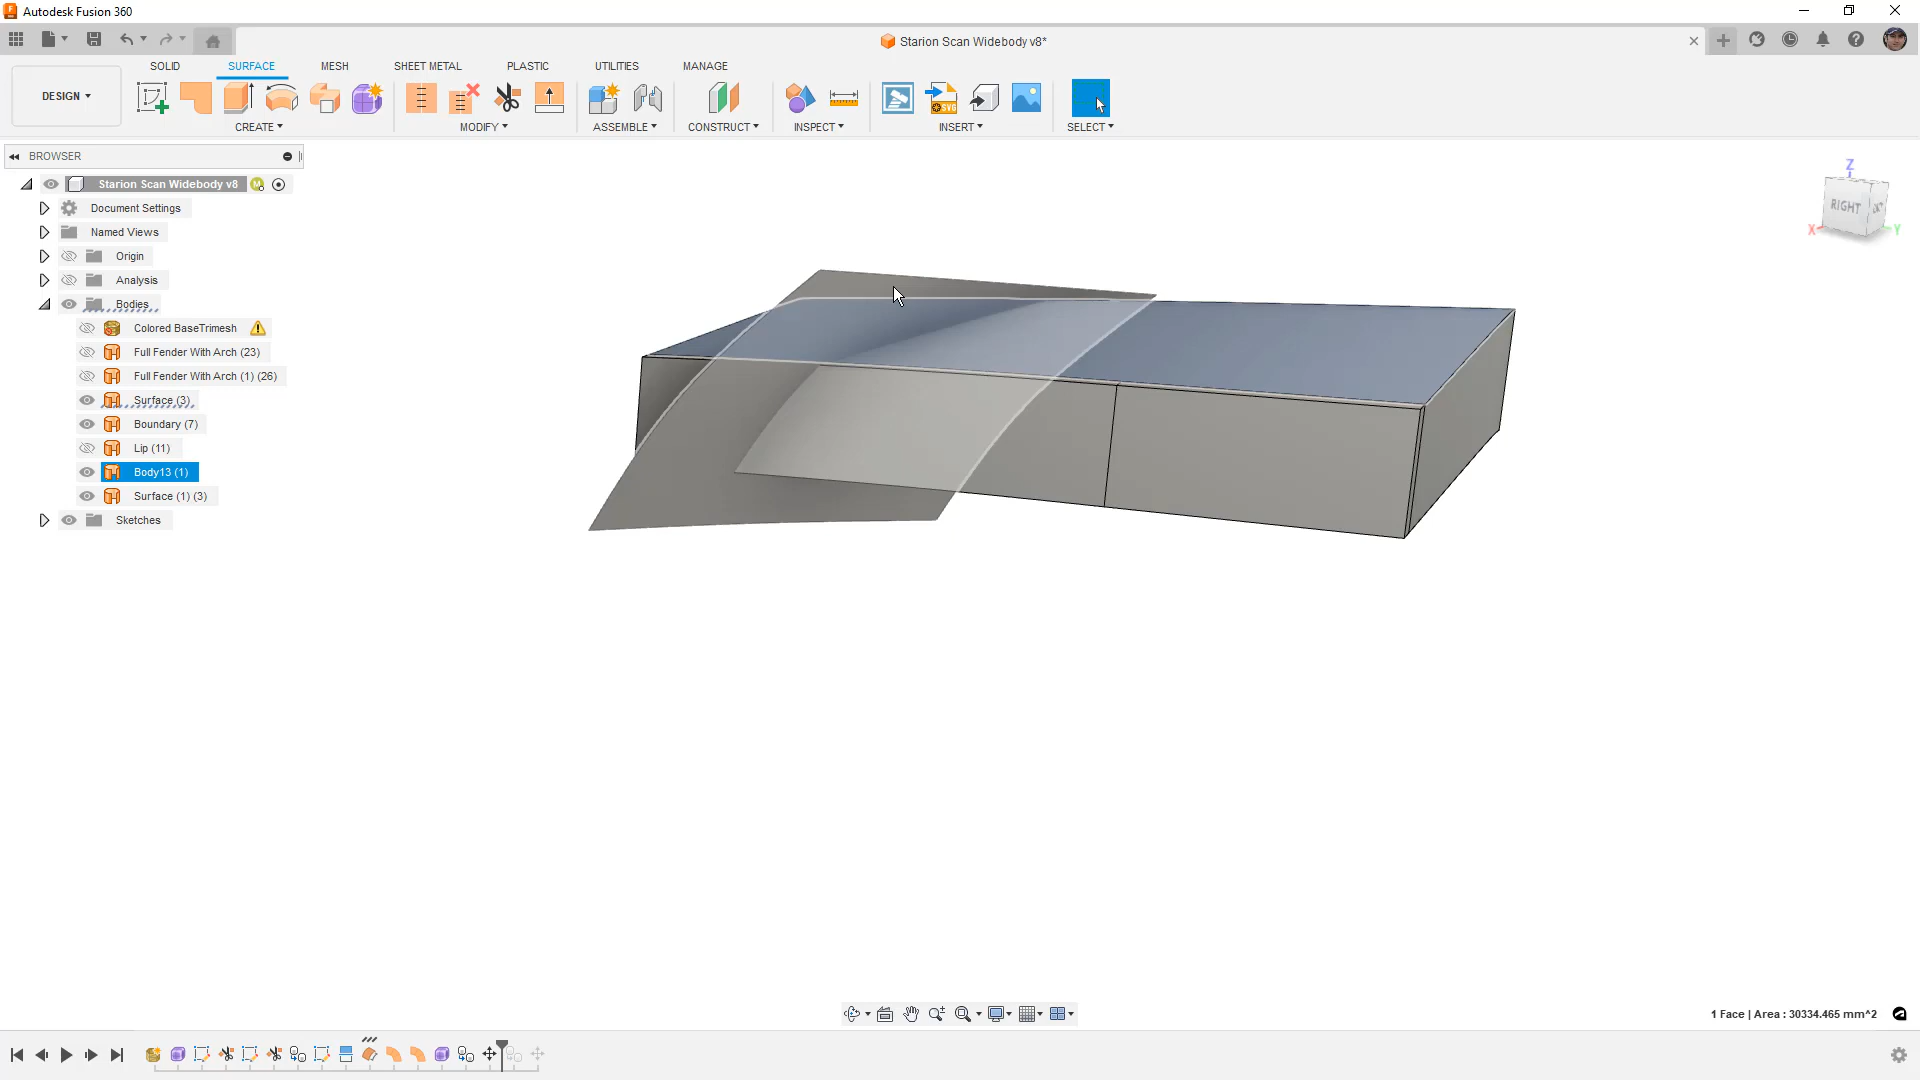 Autodesk Fusion 360
Starion Scan Widebody v8*
DESIGN
SOLID
SURFACE
MESH
SHEET METAL
PLASTIC
UTILITIES
MANAGE
SVG
CREATE
MODIFY
ASSEMBLE
CONSTRUCT
INSPECT
INSERT
SELECT
BROWSER
Starion Scan Widebody v8
Document Settings
Named Views
Origin
Analysis
Bodies
Colored BaseTrimesh
Full Fender With Arch (23)
Full Fender With Arch (1) (26)
Surface (3)
Boundary (7)
Lip (11)
Body13 (1)
Surface (1) (3)
Sketches
Z
RIGHT
X
Y
1 Face | Area : 30334.465 mm^2